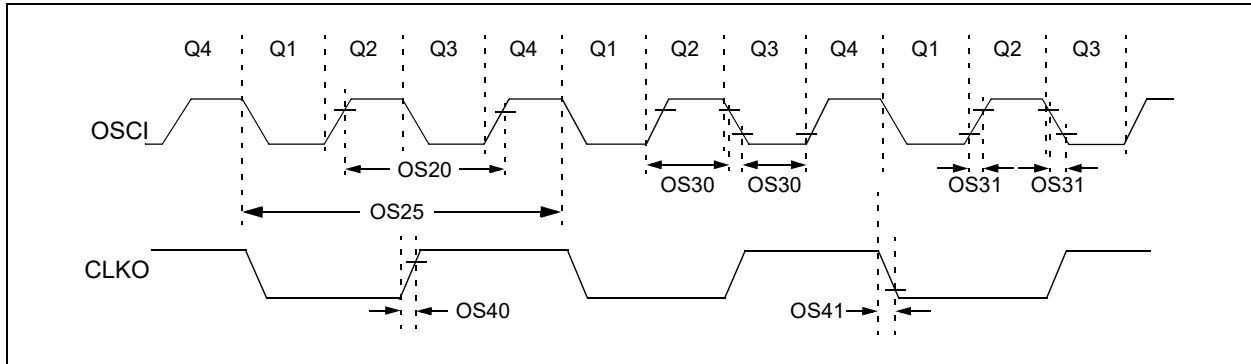 Q4 Q1 Q2 Q3 Q4 Q1 Q2 Q3 Q4 Q1 Q2 Q3
OSCI
OS20
OS30 OS30
OS31 OS31
OS25
CLKO
OS40
OS41